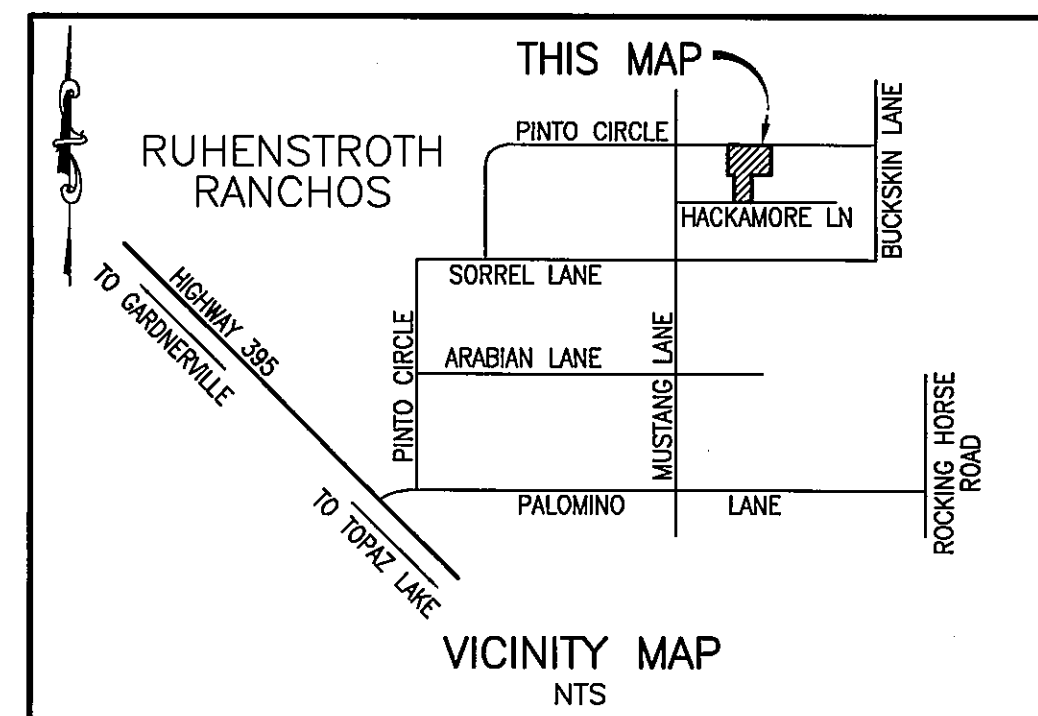 THIS MAP
PINTO CIRCLE
BUCKSKIN LANE
RUHENSTROTH
RANCHOS
HACKAMORE LN
SORREL LANE
HIGHWAY 395
TO GARDNERVILLE
PINTO CIRCLE
ARABIAN LANE
MUSTANG LANE
ROCKING HORSE
ROAD
PALOMINO LANE
TO TOPAZ LAKE
VICINITY MAP
NTS